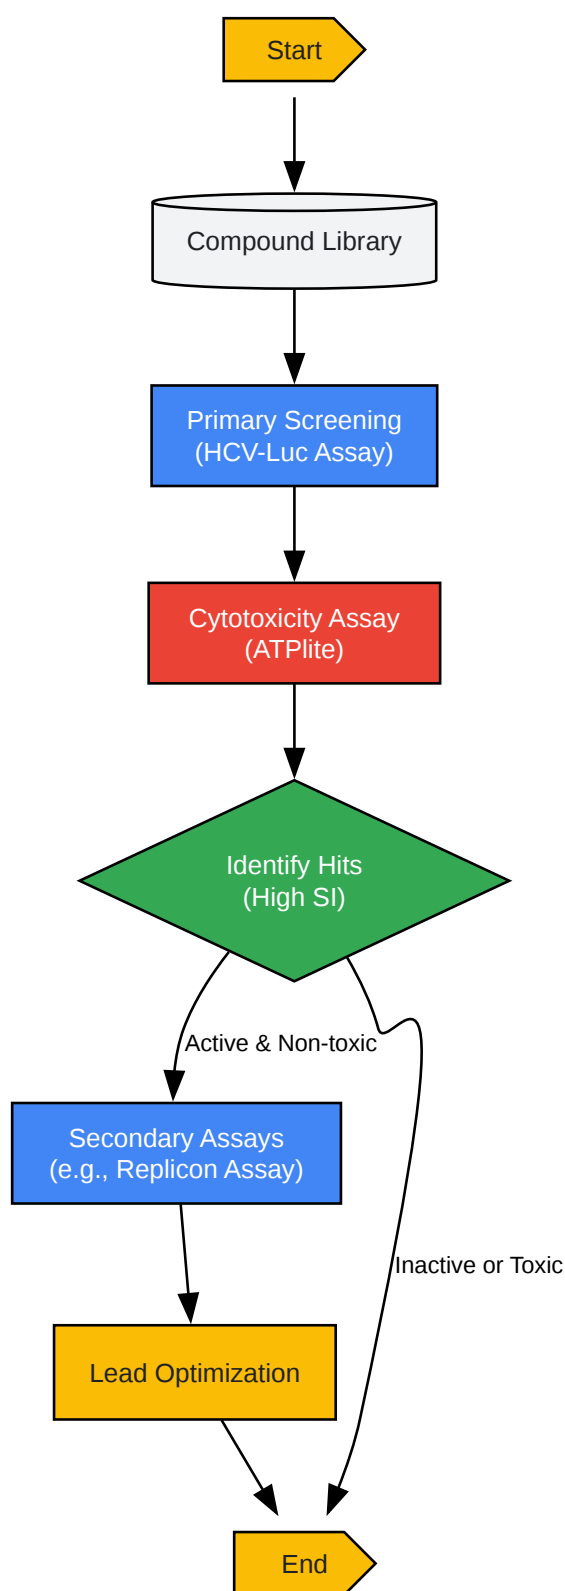 Start
Compound Library
Primary Screening
(HCV-Luc Assay)
Cytotoxicity Assay
(ATPlite)
Identify Hits
(High SI)
Active & Non-toxic
Secondary Assays
(e.g., Replicon Assay)
Inactive or Toxic
Lead Optimization
End